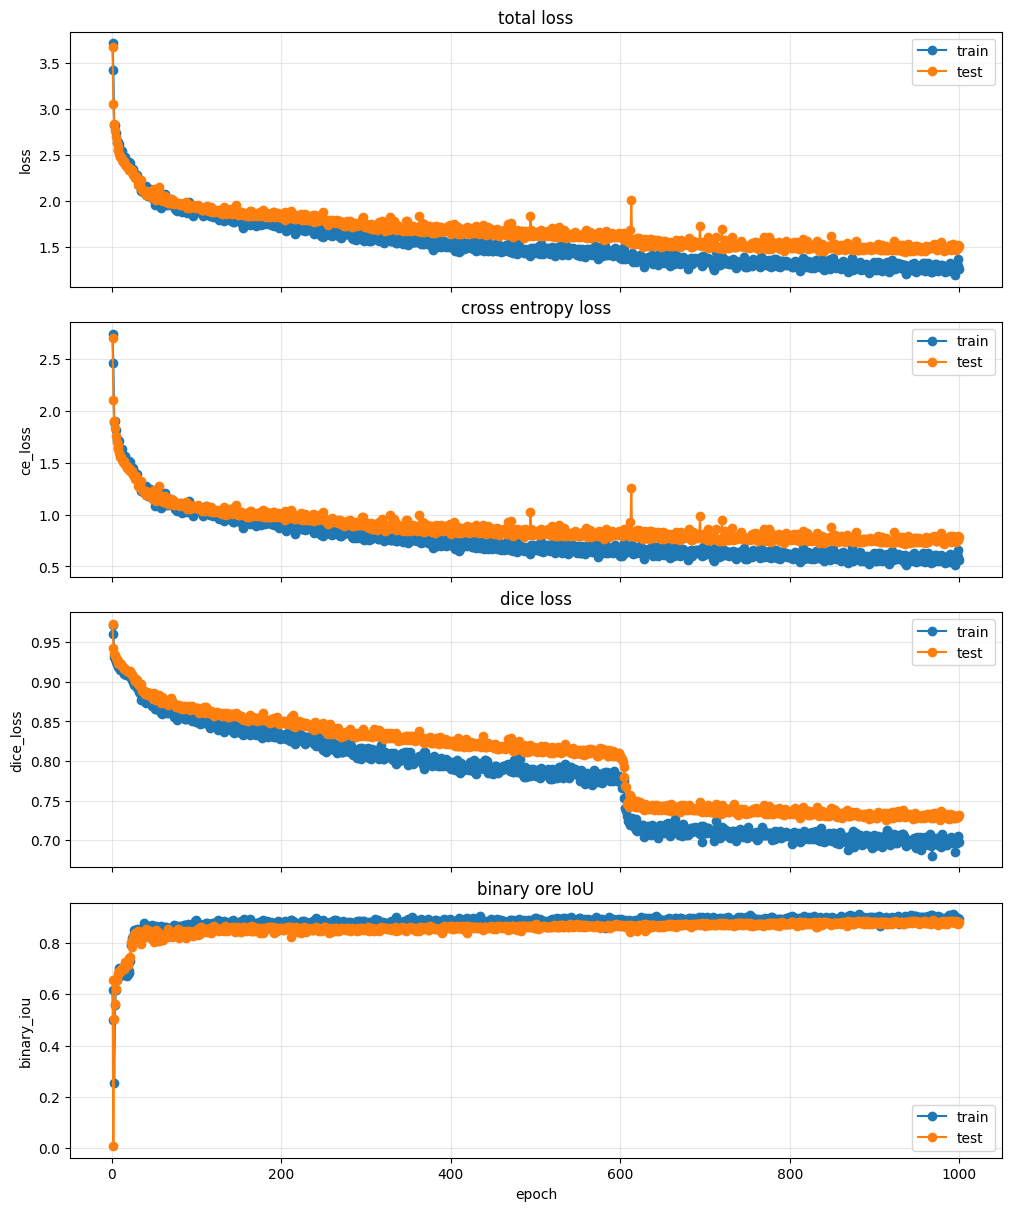 total loss
loss
3.5
3.0
2.5
2.0
1.5
train
test
cross entropy loss
ce_loss
2.5
2.0
1.5
1.0
0.5
train
test
dice loss
dice_loss
0.95
0.90
0.85
0.80
0.75
0.70
train
test
binary ore IoU
binary_iou
0.8
0.6
0.4
0.2
0.0
train
test
0 200 400 600 800 1000
epoch